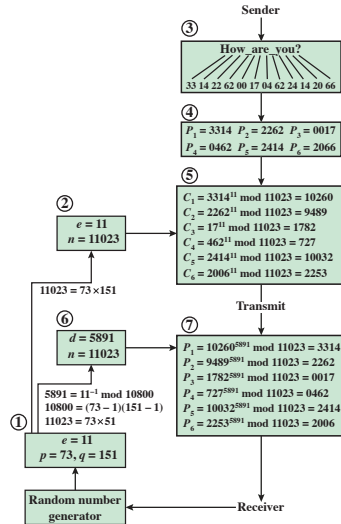 Sender
3
How_are_you?
33 14 22 62 00 17 04 62 24 14 20 66
4
P1 = 3314 P2 = 2262 P3 = 0017
P4 = 0462 P5 = 2414 P6 = 2066
5
C1 = 3314^11 mod 11023 = 10260
C2 = 2262^11 mod 11023 = 9489
C3 = 17^11 mod 11023 = 1782
C4 = 462^11 mod 11023 = 727
C5 = 2414^11 mod 11023 = 10032
C6 = 2006^11 mod 11023 = 2253
2
e = 11
n = 11023
11023 = 73×151
Transmit
6
d = 5891
n = 11023
5891 = 11^–1 mod 10800
10800 = (73 – 1)(151 – 1)
11023 = 73×51
7
P1 = 10260^5891 mod 11023 = 3314
P2 = 9489^5891 mod 11023 = 2262
P3 = 1782^5891 mod 11023 = 0017
P4 = 727^5891 mod 11023 = 0462
P5 = 10032^5891 mod 11023 = 2414
P6 = 2253^5891 mod 11023 = 2006
1
e = 11
p = 73, q = 151
Random number
generator
Receiver